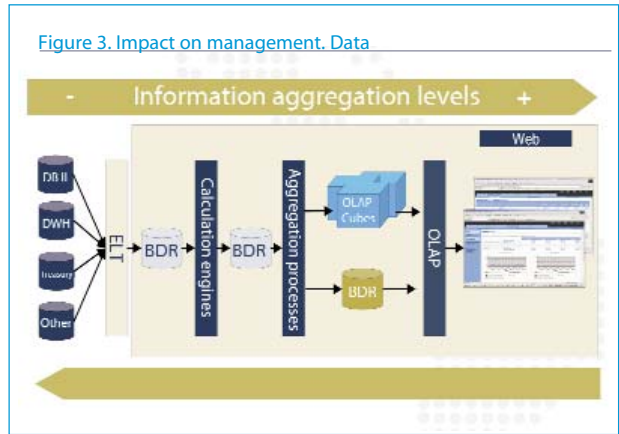 Figure 3. Impact on management. Data
- Information aggregation levels +
Web
DB II
DWH
Treasury
Other
ELT
BDR
Calculation engines
BDR
Aggregation processes
OLAP
Cubes
BDR
OLAP